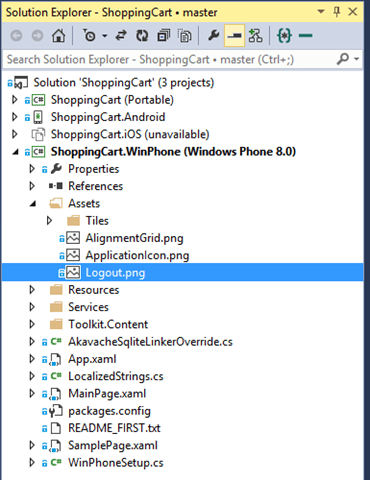 Solution Explorer - ShoppingCart • master
Search Solution Explorer - ShoppingCart • master (Ctrl+;)
Solution 'ShoppingCart' (3 projects)
C# ShoppingCart (Portable)
ShoppingCart.Android
ShoppingCart.iOS (unavailable)
C# ShoppingCart.WinPhone (Windows Phone 8.0)
Properties
References
Assets
Tiles
AlignmentGrid.png
ApplicationIcon.png
Logout.png
Resources
Services
Toolkit.Content
C# AkavacheSqliteLinkerOverride.cs
App.xaml
C# LocalizedStrings.cs
MainPage.xaml
packages.config
README_FIRST.txt
SamplePage.xaml
C# WinPhoneSetup.cs